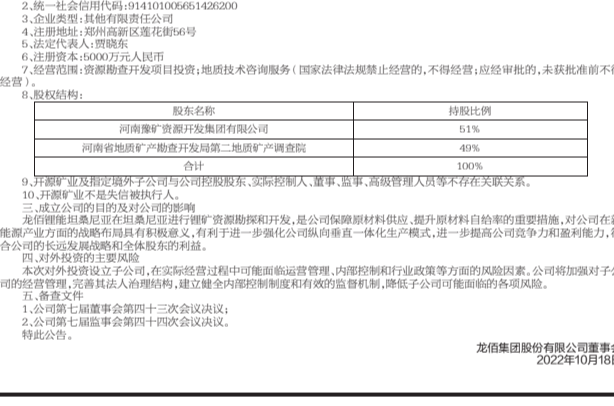 2、统一社会信用代码:914101005651426200
3、企业类型:其他有限责任公司
4、注册地址:郑州高新区莲花街56号
5、法定代表人:贾晓东
6、注册资本:5000万元人民币
7、经营范围:资源勘查开发项目投资;地质技术咨询服务(国家法律法规禁止经营的,不得经营;应经审批的,未获批准前不得
经营)。
8、股权结构:
股东名称 持股比例
河南豫矿资源开发集团有限公司 51%
河南省地质矿产勘查开发局第二地质矿产调查院 49%
合计 100%
9、开源矿业及指定境外子公司与公司控股股东、实际控制人、董事、监事、高级管理人员等不存在关联关系。
10、开源矿业不是失信被执行人。
三、成立公司的目的及对公司的影响
龙佰锂能坦桑尼亚在坦桑尼亚进行锂矿资源勘探和开发,是公司保障原材料供应、提升原材料自给率的重要措施,对公司在新
能源产业方面的战略布局具有积极意义,有利于进一步强化公司纵向垂直一体化生产模式,进一步提高公司竞争力和盈利能力,符
合公司的长远发展战略和全体股东的利益。
四、对外投资的主要风险
本次对外投资设立子公司,在实际经营过程中可能面临运营管理、内部控制和行业政策等方面的风险因素。公司将加强对子公
司的经营管理,完善其法人治理结构,建立健全内部控制制度和有效的监督机制,降低子公司可能面临的各项风险。
五、备查文件
1、公司第七届董事会第四十三次会议决议;
2、公司第七届监事会第四十四次会议决议。
特此公告。
龙佰集团股份有限公司董事会
2022年10月18日